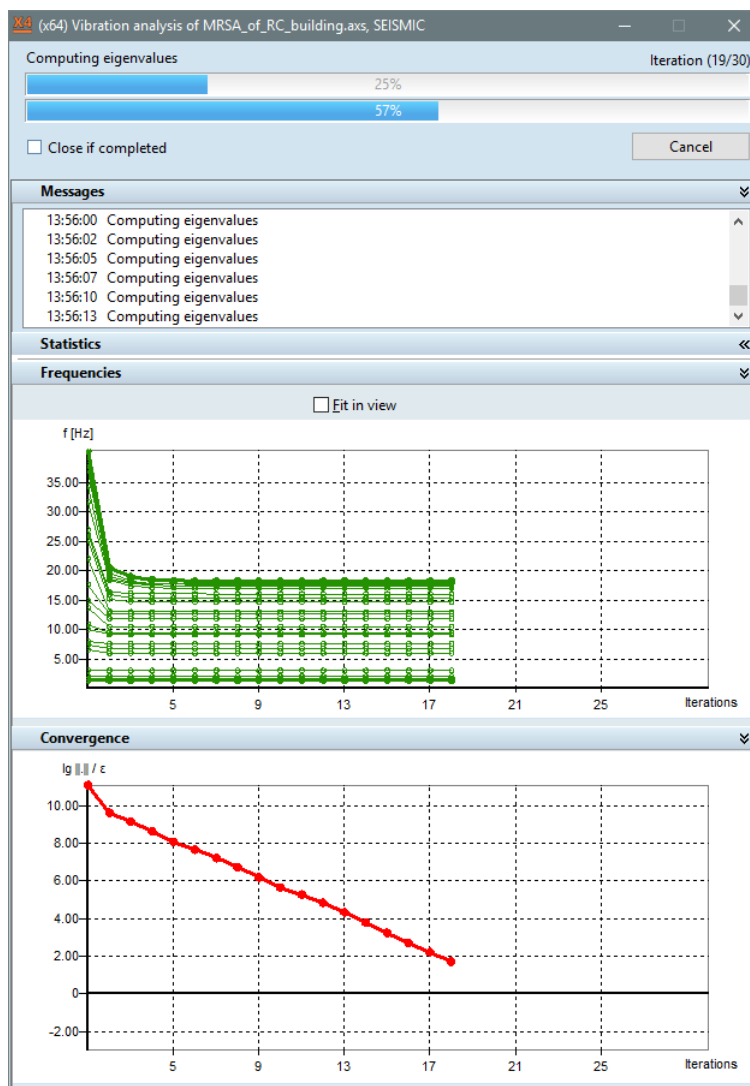 X4 (x64) Vibration analysis of MRSA_of_RC_building.axs, SEISMIC
Computing eigenvalues
Iteration (19/30)
25%
57%
Close if completed
Cancel
Messages
13:56:00 Computing eigenvalues
13:56:02 Computing eigenvalues
13:56:05 Computing eigenvalues
13:56:07 Computing eigenvalues
13:56:10 Computing eigenvalues
13:56:13 Computing eigenvalues
Statistics
Frequencies
Fit in view
f [Hz]
35.00
30.00
25.00
20.00
15.00
10.00
5.00
5 9 13 17 21 25 Iterations
Convergence
lg ||.|| / ε
10.00
8.00
6.00
4.00
2.00
0
-2.00
5 9 13 17 21 25 Iterations